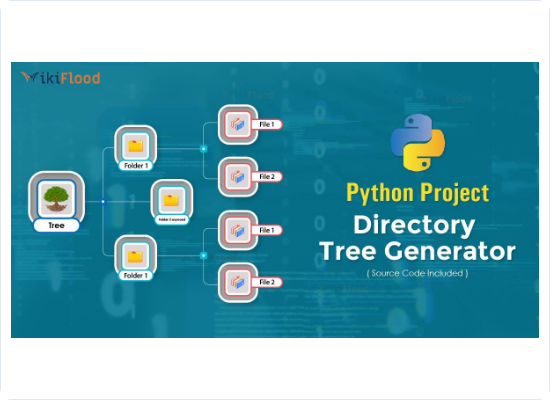 WikiFlood
File 1
Folder 1
File 2
Tree
File 1
Folder 1
File 2
Python Project
Directory
Tree Generator
( Source Code Included )